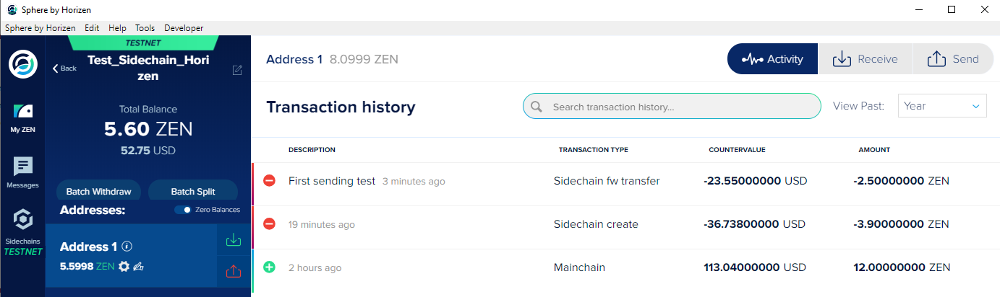 Sphere by Horizen
Sphere by Horizen Edit Help Tools Developer
TESTNET
Back
Test_Sidechain_Hori
zen
Total Balance
5.60 ZEN
52.75 USD
Batch Withdraw Batch Split
Addresses: Zero Balances
Address 1
5.5998 ZEN
My ZEN
Messages
Sidechains
TESTNET
Address 1 8.0999 ZEN
Activity Receive Send
Transaction history
Search transaction history...
View Past: Year
DESCRIPTION TRANSACTION TYPE COUNTERVALUE AMOUNT
First sending test 3 minutes ago Sidechain fw transfer -23.55000000 USD -2.50000000 ZEN
19 minutes ago Sidechain create -36.73800000 USD -3.90000000 ZEN
2 hours ago Mainchain 113.04000000 USD 12.00000000 ZEN